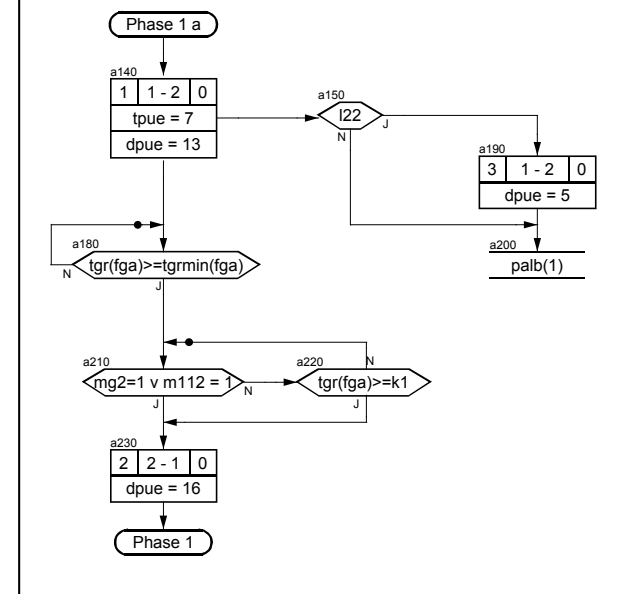 Phase 1 a
a140
1 1 - 2 0
tpue = 7
dpue = 13
a150
l22
N J
a190
3 1 - 2 0
dpue = 5
a200
palb(1)
a180
tgr(fga)>=tgrmin(fga)
N
J
a210
mg2=1 v m112 = 1
N
J
a220
N
tgr(fga)>=k1
J
a230
2 2 - 1 0
dpue = 16
Phase 1